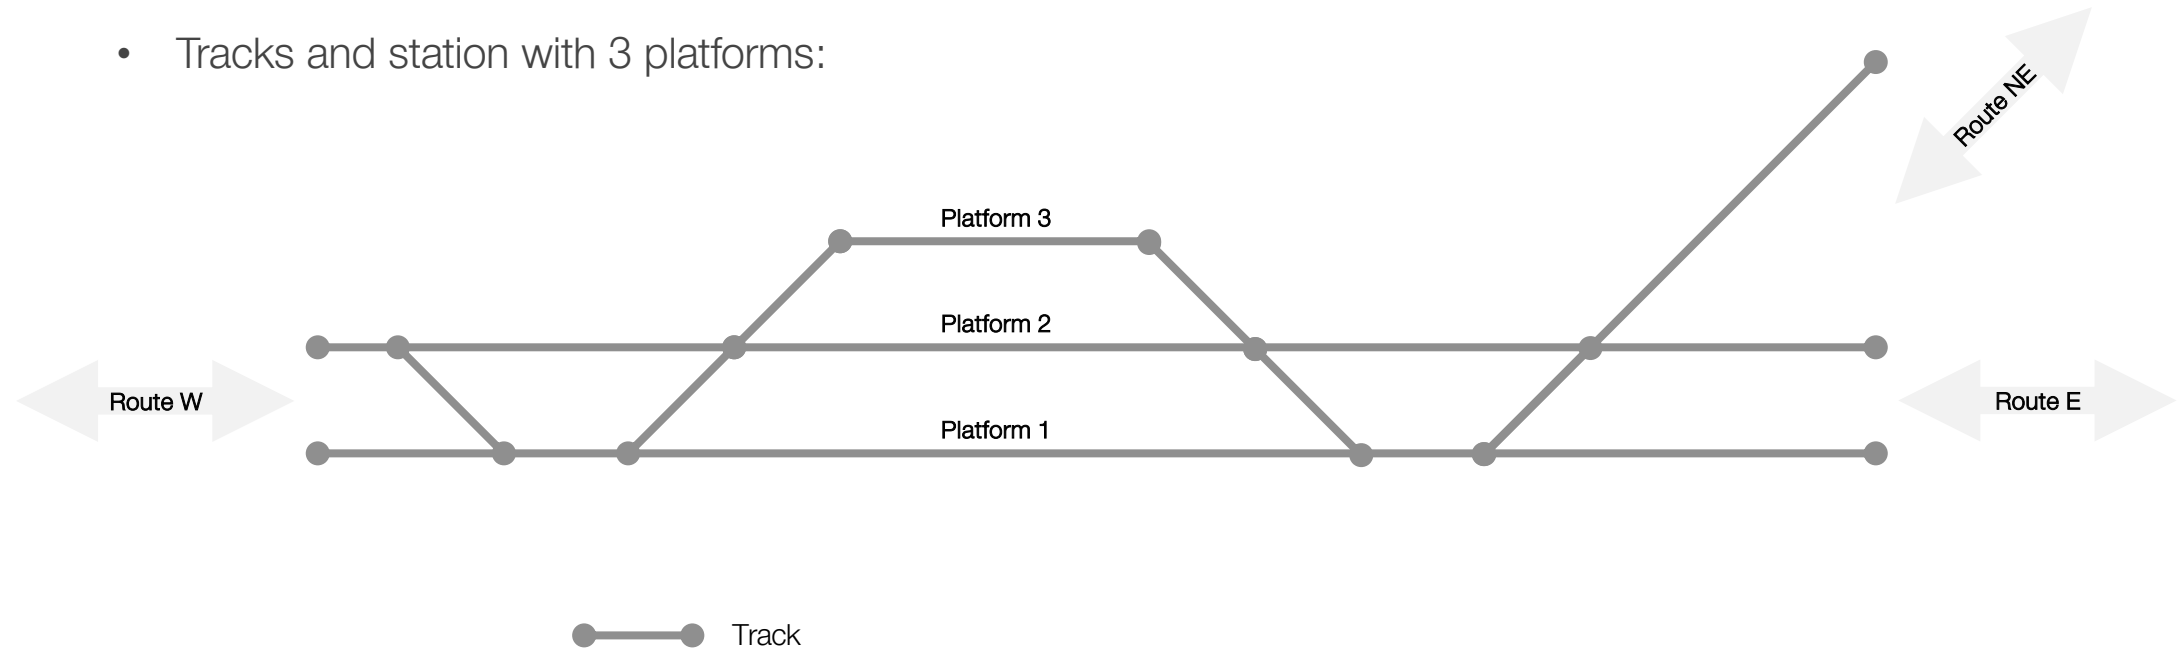 • Tracks and station with 3 platforms:
Route NE
Platform 3
Platform 2
Route W
Route E
Platform 1
Track